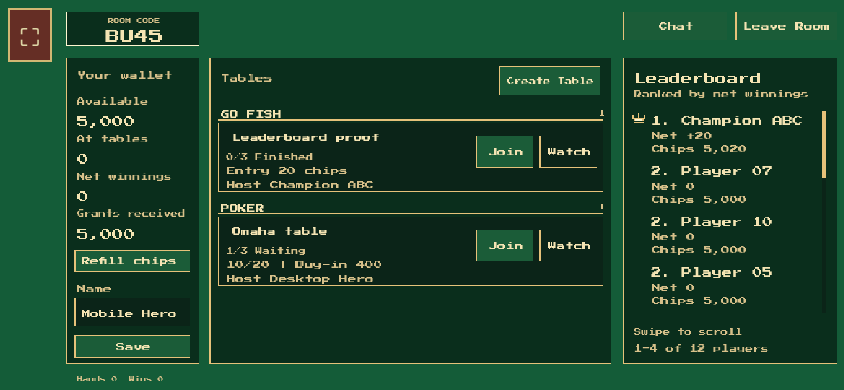 ROOM CODE
BU45
Chat
Leave Room
Your wallet
Available
5,000
At tables
0
Net winnings
0
Grants received
5,000
Refill chips
Name
Mobile Hero
Save
Hands 0 Wins 0
Tables
Create Table
GO FISH
1
Leaderboard proof
0/3 Finished
Entry 20 chips
Host Champion ABC
Join
Watch
POKER
Omaha table
1/3 Waiting
10/20 | Buy-in 400
Host Desktop Hero
Join
Watch
Leaderboard
Ranked by net winnings
1. Champion ABC
Net +20
Chips 5,020
2. Player 07
Net 0
Chips 5,000
2. Player 10
Net 0
Chips 5,000
2. Player 05
Net 0
Chips 5,000
Swipe to scroll
1-4 of 12 players